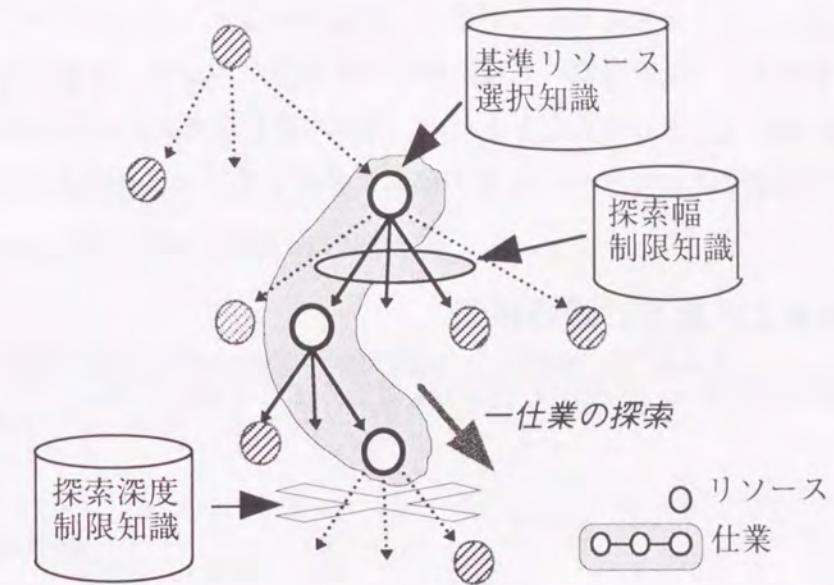 基準リソース
選択知識
探索幅
制限知識
一仕業の探索
探索深度
制限知識
リソース
仕業